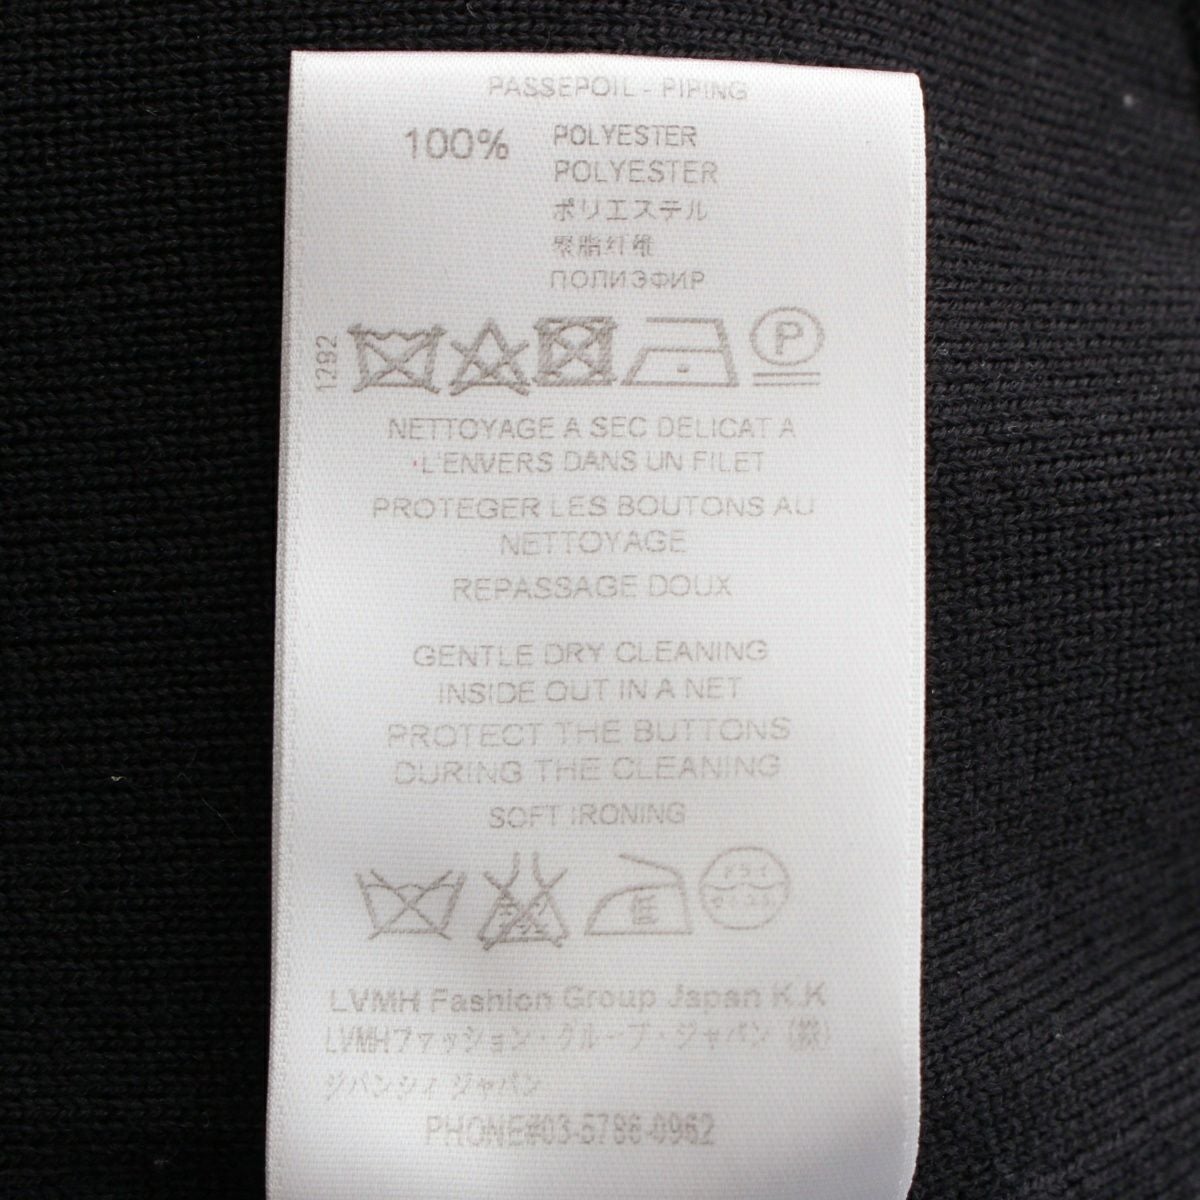 PASSEPOIL - PIPING
100% POLYESTER
POLYESTER
ポリエステル
聚脂纤维
ПОЛИЭФИР
1282
P
NETTOYAGE A SEC DELICAT A
L'ENVERS DANS UN FILET
PROTEGER LES BOUTONS AU
NETTOYAGE
REPASSAGE DOUX
GENTLE DRY CLEANING
INSIDE OUT IN A NET
PROTECT THE BUTTONS
DURING THE CLEANING
SOFT IRONING
LVMH Fashion Group Japan K.K
LVMHファッション・グループ・ジャパン (株)
ジバンシィ ジャパン
PHONE#03-5786-0962